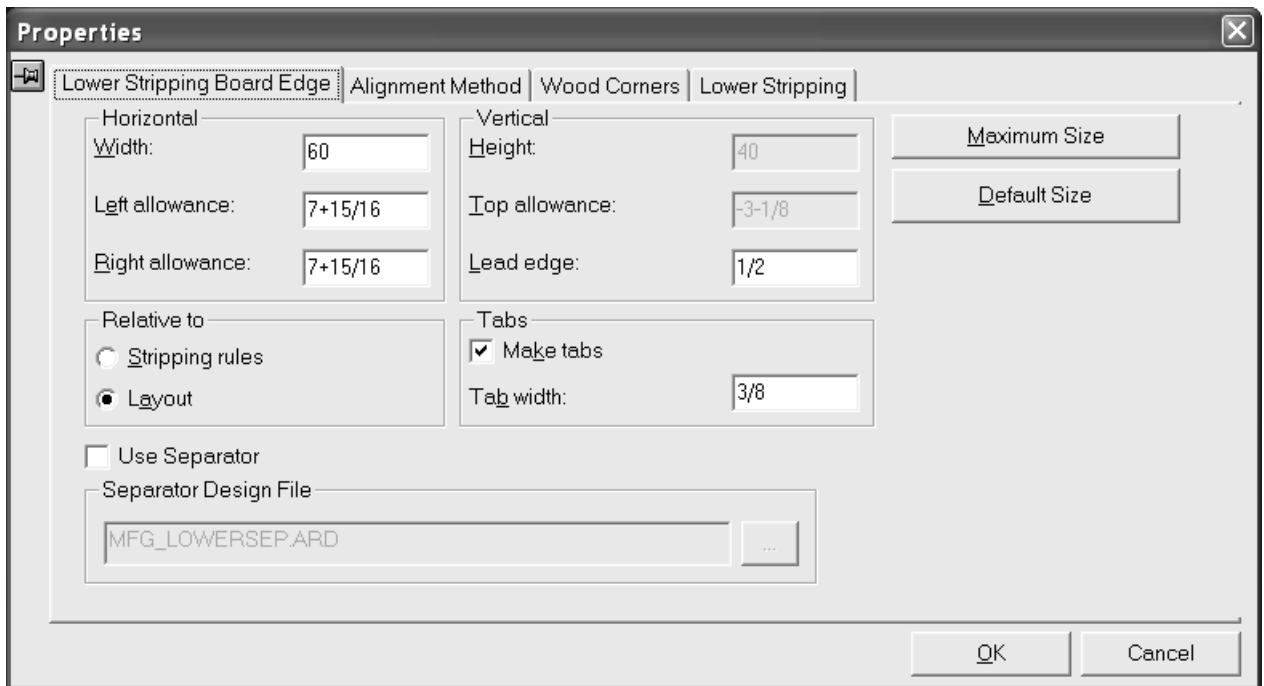 Properties
Lower Stripping Board Edge Alignment Method Wood Corners Lower Stripping
Horizontal Vertical
Width: 60 Height: 40 Maximum Size
Left allowance: 7+15/16 Top allowance: -3-1/8 Default Size
Right allowance: 7+15/16 Lead edge: 1/2
Relative to Tabs
Stripping rules Make tabs
Layout Tab width: 3/8
Use Separator
Separator Design File
MFG_LOWERSEP.ARD ...
OK Cancel